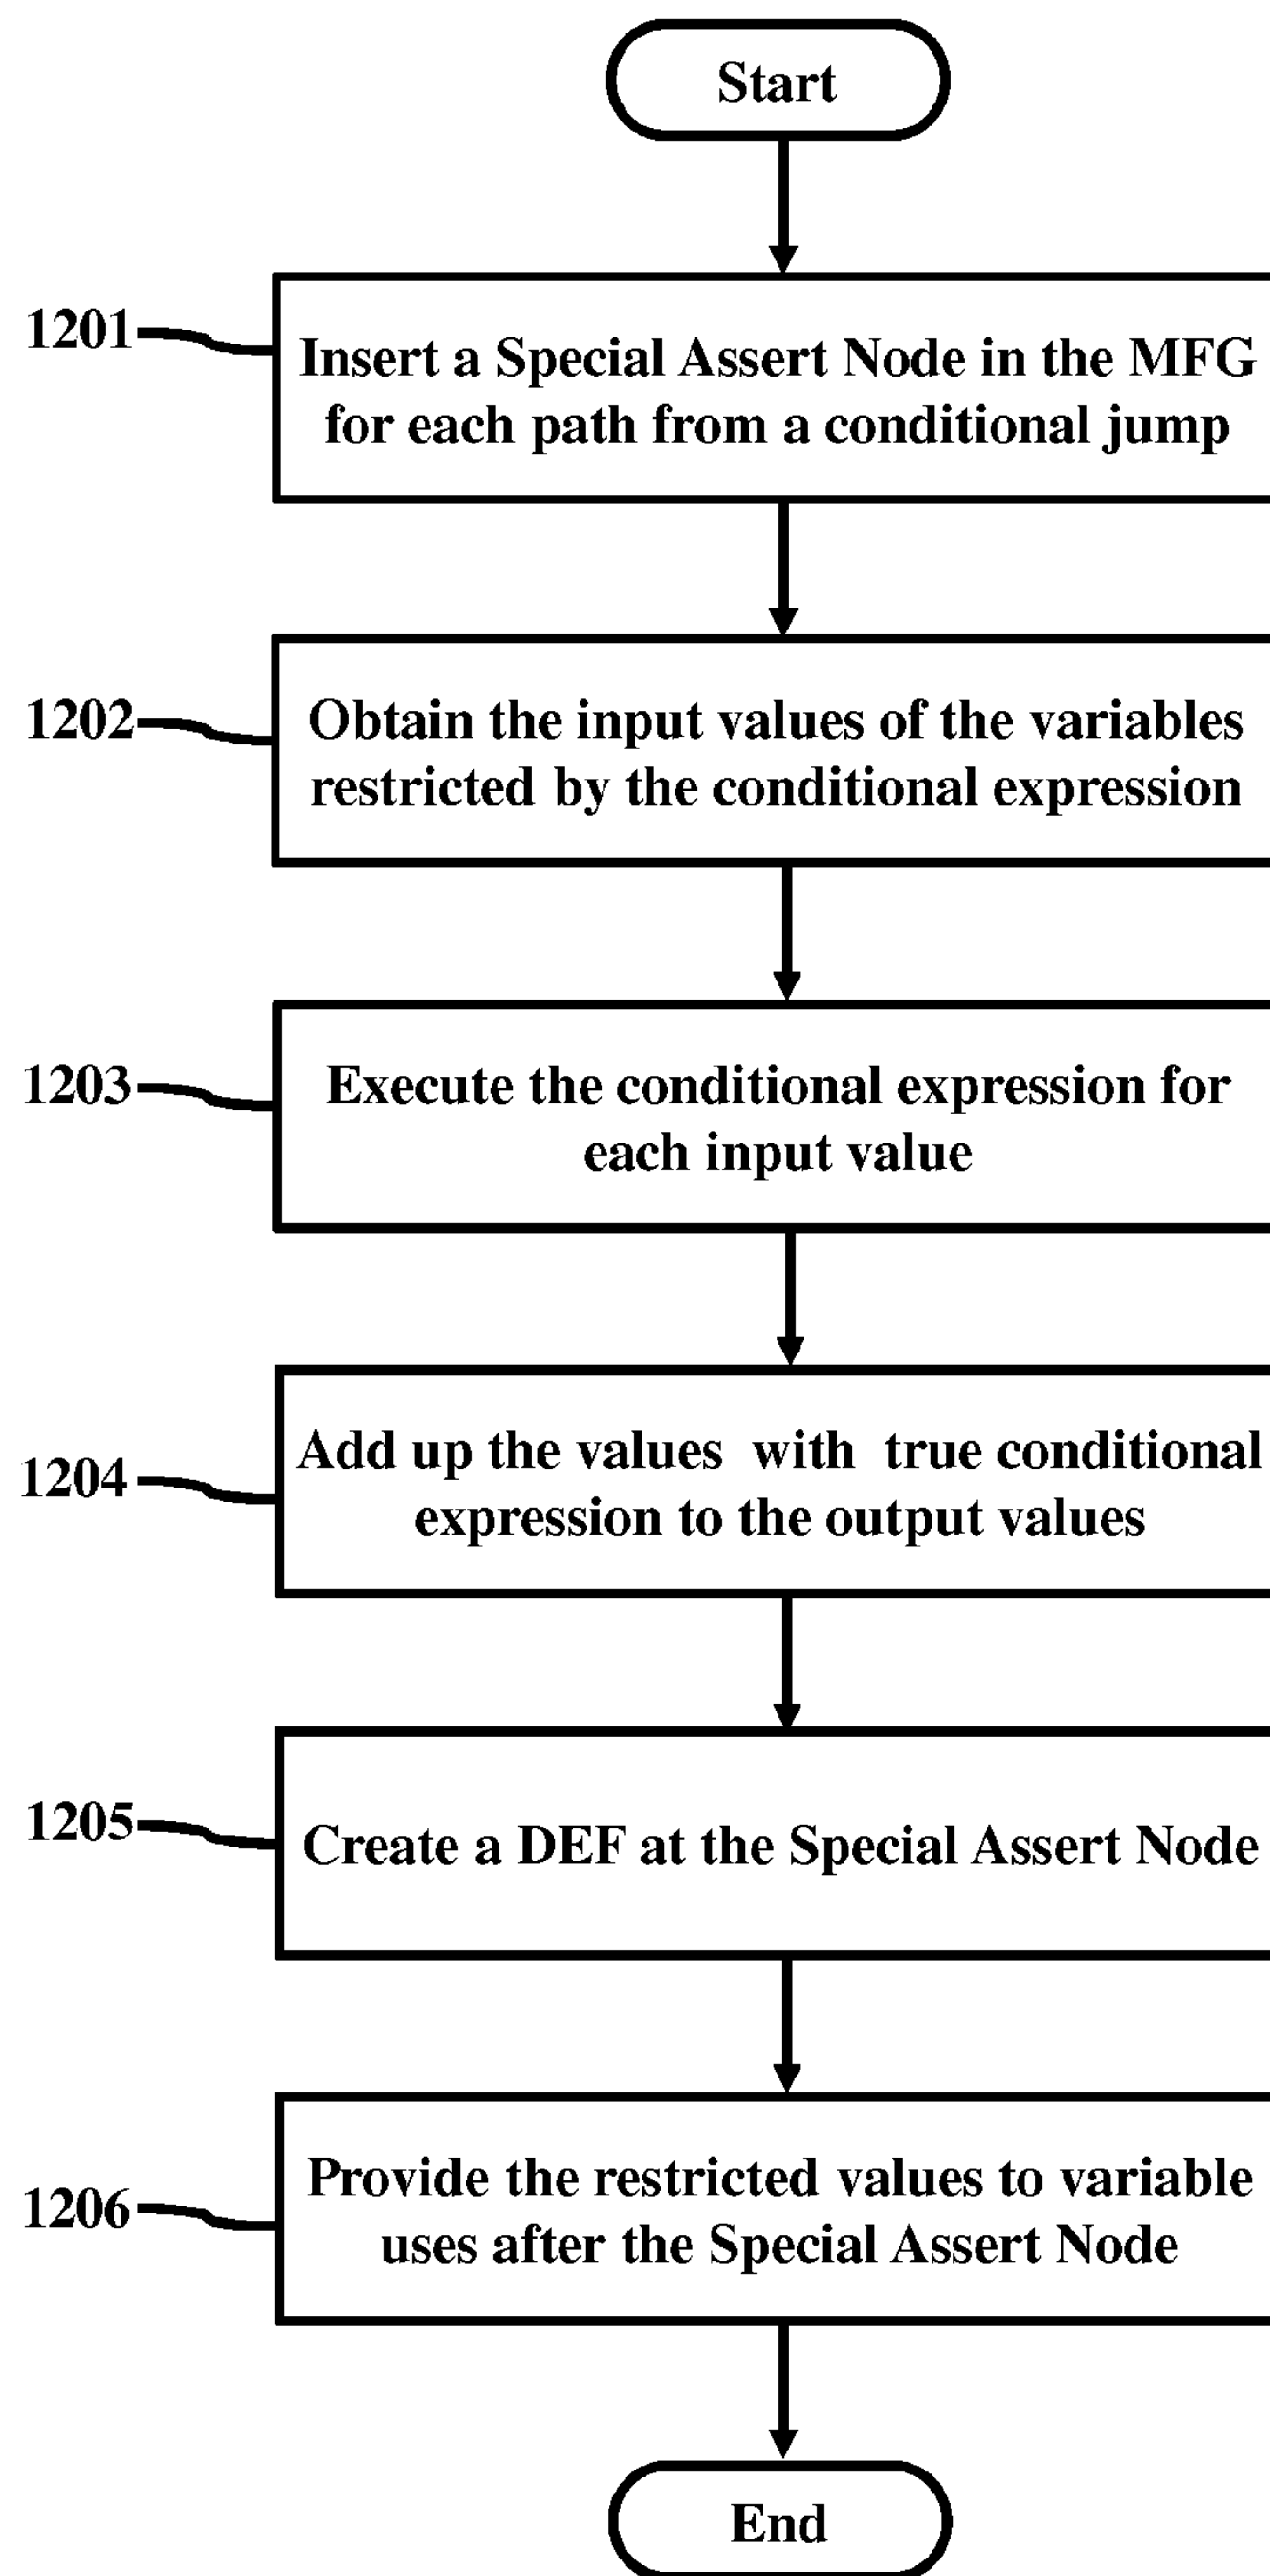 Start
1201
Insert a Special Assert Node in the MFG
for each path from a conditional jump
1202
Obtain the input values of the variables
restricted by the conditional expression
1203
Execute the conditional expression for
each input value
1204
Add up the values with true conditional
expression to the output values
1205
Create a DEF at the Special Assert Node
1206
Provide the restricted values to variable
uses after the Special Assert Node
End